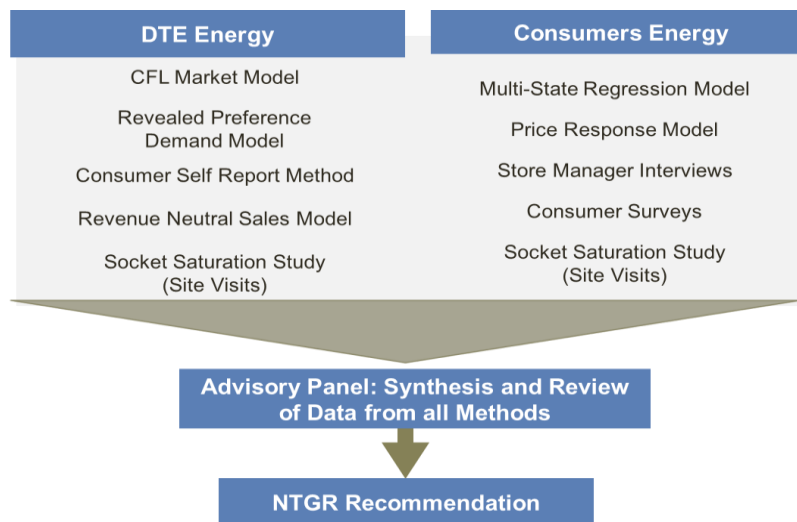 DTE Energy
CFL Market Model
Revealed Preference
Demand Model
Consumer Self Report Method
Revenue Neutral Sales Model
Socket Saturation Study
(Site Visits)
Consumers Energy
Multi-State Regression Model
Price Response Model
Store Manager Interviews
Consumer Surveys
Socket Saturation Study
(Site Visits)
Advisory Panel: Synthesis and Review
of Data from all Methods
NTGR Recommendation